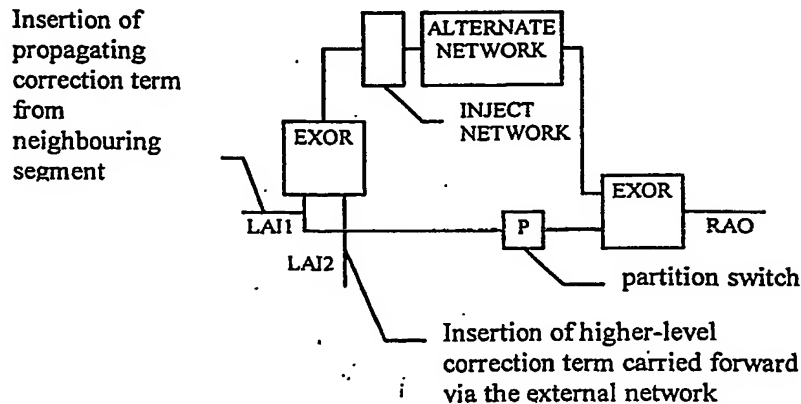 Insertion of
propagating
correction term
from
neighbouring
segment
ALTERNATE
NETWORK
INJECT
NETWORK
EXOR
EXOR
LAI1
P
RAO
LAI2
partition switch
Insertion of higher-level
correction term carried forward
via the external network